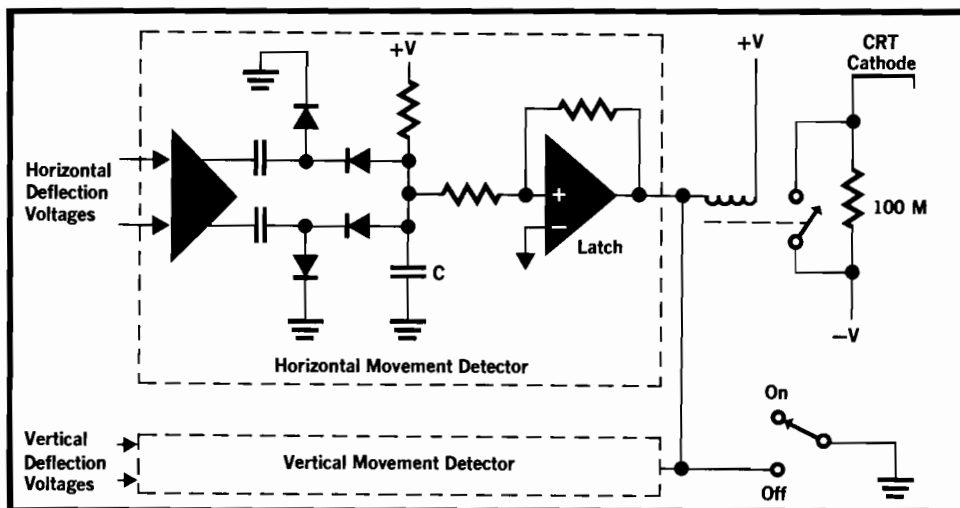 +V
+V
CRT
Cathode
Horizontal
Deflection
Voltages
+
−
Latch
100 M
C
−V
Horizontal Movement Detector
On
Vertical
Deflection
Voltages
Vertical Movement Detector
Off